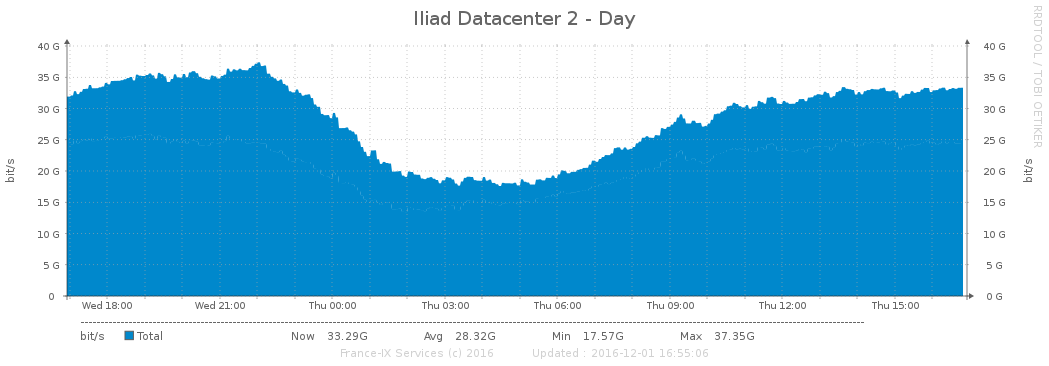 Iliad Datacenter 2 - Day
RRDTOOL / TOBI OETIKER
bit/s
bit/s
40 G 40 G
35 G 35 G
30 G 30 G
25 G 25 G
20 G 20 G
15 G 15 G
10 G 10 G
5 G 5 G
0 0 G
Wed 18:00 Wed 21:00 Thu 00:00 Thu 03:00 Thu 06:00 Thu 09:00 Thu 12:00 Thu 15:00
bit/s Total Now 33.29G Avg 28.32G Min 17.57G Max 37.35G
France-IX Services (c) 2016 Updated : 2016-12-01 16:55:06